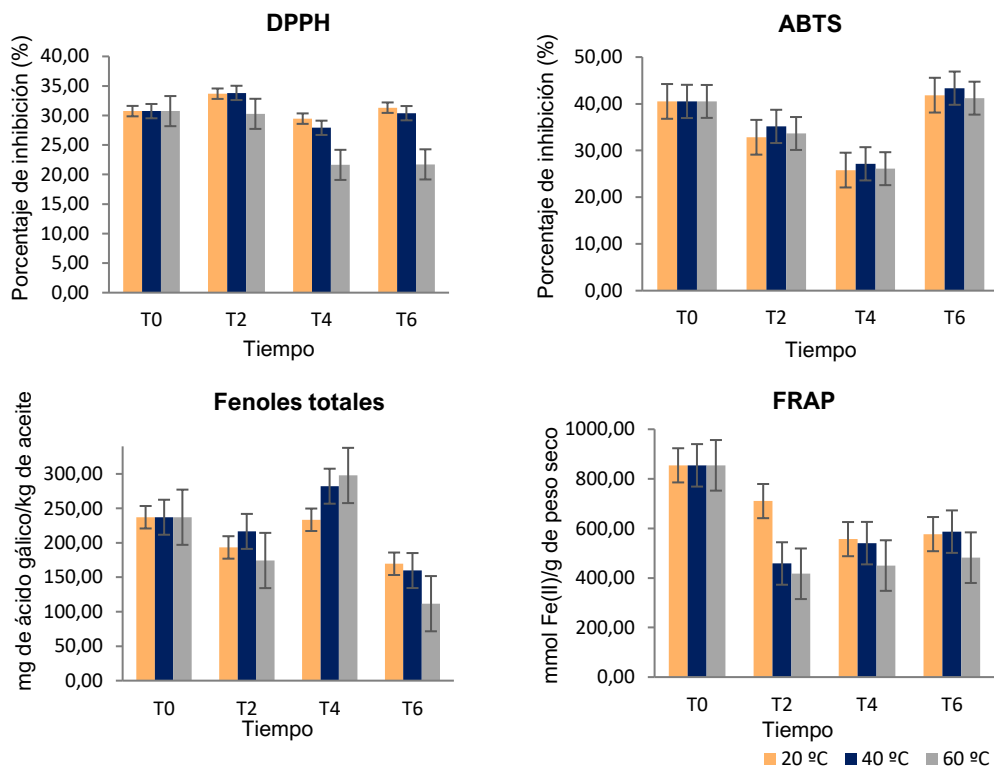 DPPH
Porcentaje de inhibición (%)
40,00
35,00
30,00
25,00
20,00
15,00
10,00
5,00
0,00
T0 T2 T4 T6
Tiempo
ABTS
Porcentaje de inhibición (%)
50,00
40,00
30,00
20,00
10,00
0,00
T0 T2 T4 T6
Tiempo
Fenoles totales
mg de ácido gálico/kg de aceite
300,00
250,00
200,00
150,00
100,00
50,00
0,00
T0 T2 T4 T6
Tiempo
FRAP
mmol Fe(II)/g de peso seco
1000,00
800,00
600,00
400,00
200,00
0,00
T0 T2 T4 T6
Tiempo
20 ºC 40 ºC 60 ºC